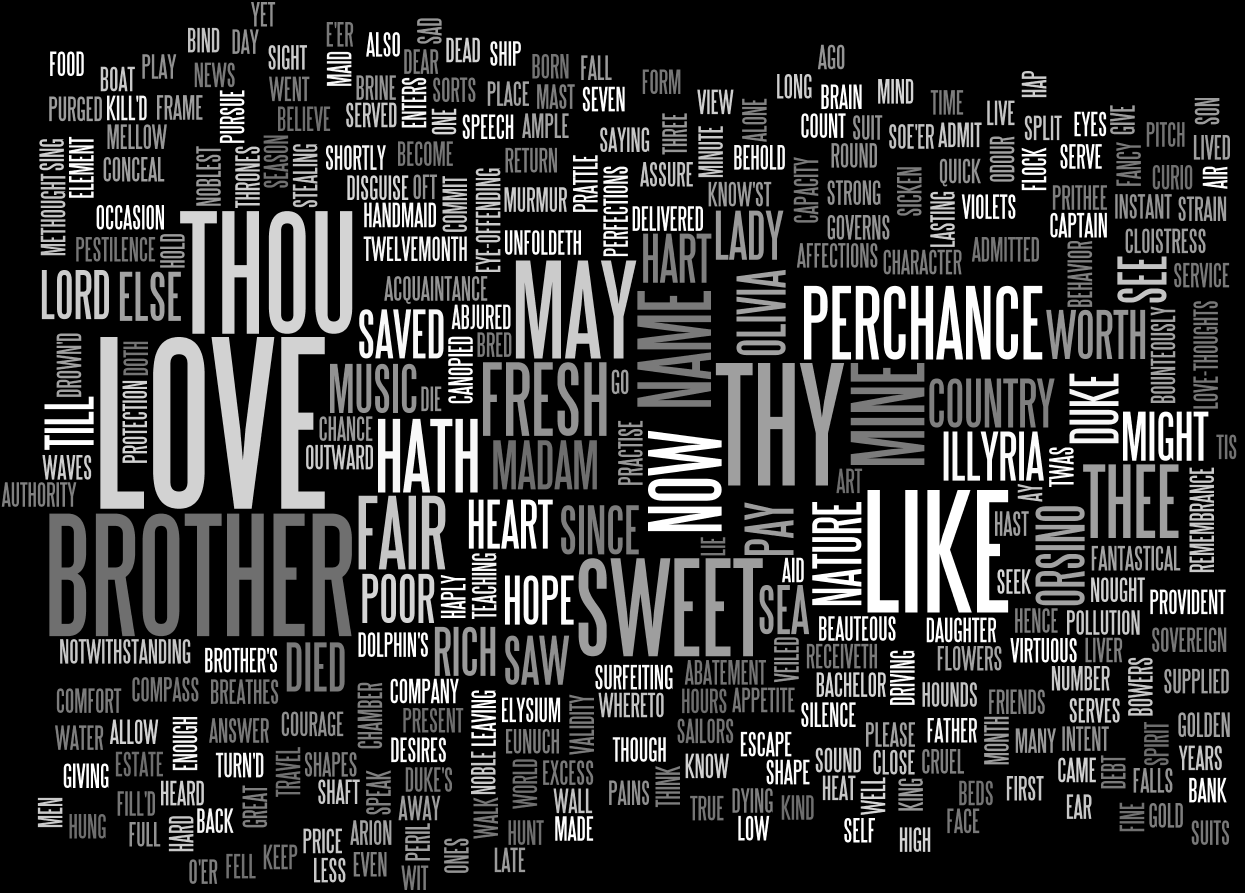 YET
BIND
DAY
E'ER
SAD
ALSO
DEAD
SHIP
FOOD
BOAT
PLAY
NEWS
SIGHT
WENT
MAID
BRINE
DEAR
SORTS
PLACE
BORN
MAST
FALL
SEVEN
FORM
VIEW
AGO
LONG
BRAIN
MIND
HAP
PURGED
KILL'D
FRAME
PURSUE
BELIEVE
SERVED
ENTERS
ONE
SPEECH
AMPLE
SAYING
THREE
MINUTE
ALONE
COUNT
SUIT
SOE'ER
TIME
ADMIT
LIVE
SPLIT
EYES
GIVE
PITCH
SON
LIVED
MELLOW
CONCEAL
METHOUGHT
SING
ELEMENT
NOBLEST
THRONES
SEASON
STEALING
SHORTLY
BECOME
RETURN
PRATTLE
PERFECTIONS
ASSURE
BEHOLD
ROUND
QUICK
ODOUR
FLOCK
SERVE
FANCY
CURIO
AIR
DISGUISE
OFT
COMMIT
MURMUR
KNOW'ST
CAPACITY
STRONG
SICKEN
VIOLETS
PRITHEE
INSTANT
STRAIN
OCCASION
HANDMAID
EYE-OFFENDING
DELIVERED
GOVERNS
LASTING
CAPTAIN
PESTILENCE
HOLD
THOU
TWELVEMONTH
UNFOLDETH
HART
LADY
AFFECTIONS
CHARACTER
ADMITTED
BEHAVIOR
CLOISTRESS
LORD
ELSE
ACQUAINTANCE
MAY
NAME
OLIVIA
PERCHANCE
SEE
SERVICE
SAVED
ABJURED
BRED
CANOPIED
WORTH
BOUNTEOUSLY
LOVE-THOUGHTS
DROWN'D
DOTH
PROTECTION
LOVE
MUSIC
DIE
FRESH
GO
THY
MINE
COUNTRY
DUKE
TILL
CHANCE
OUTWARD
HATH
MADAM
PRACTISE
NOW
ILLYRIA
TWAS
MIGHT
TIS
WAVES
AUTHORITY
ART
AT
THEE
REMEMBRANCE
BROTHER
FAIR
HEART
SINCE
LIE
PAY
NATURE
LIKE
HAST
ORSINO
FANTASTICAL
POOR
HAPLY
TEACHING
HOPE
SWEET
AID
SEA
SEEK
NOUGHT
PROVIDENT
NOTWITHSTANDING
BROTHER'S
DIED
DOLPHIN'S
RICH
SAW
BEAUTEOUS
DAUGHTER
HENCE
POLLUTION
SOVEREIGN
VEILED
RECEIVETH
FLOWERS
VIRTUOUS
LIVER
COMFORT
COMPASS
BREATHES
COMPANY
SURFEITING
ABATEMENT
BACHELOR
DRIVING
HOUNDS
NUMBER
BOWERS
SUPPLIED
CHAMBER
PRESENT
LEAVING
ELYSIUM
WHERETO
HOURS
APPETITE
SILENCE
FRIENDS
SERVES
WATER
ALLOW
ENOUGH
ANSWER
COURAGE
DESIRES
EUNUCH
VALIDITY
THOUGH
SAILORS
ESCAPE
PLEASE
FATHER
MONTH
MANY
INTENT
SPIRIT
GOLDEN
GIVING
ESTATE
TURN'D
TRAVEL
SHAPES
SPEAK
DUKE'S
NOBLE
WORLD
EXCESS
THINK
KNOW
SHAPE
SOUND
CLOSE
CRUEL
CAME
DEBT
YEARS
MEN
FILL'D
HEARD
GREAT
SHAFT
AWAY
WALK
WALL
PAINS
HEAT
WELL
KING
BEDS
FIRST
FALLS
BANK
HUNG
FULL
HARD
BACK
PRICE
ARION
PERIL
HUNT
MADE
TRUE
DYING
LOW
KIND
SELF
HIGH
FACE
EAR
FINE
GOLD
SUITS
O'ER
FELL
KEEP
LESS
EVEN
WIT
ONES
LATE